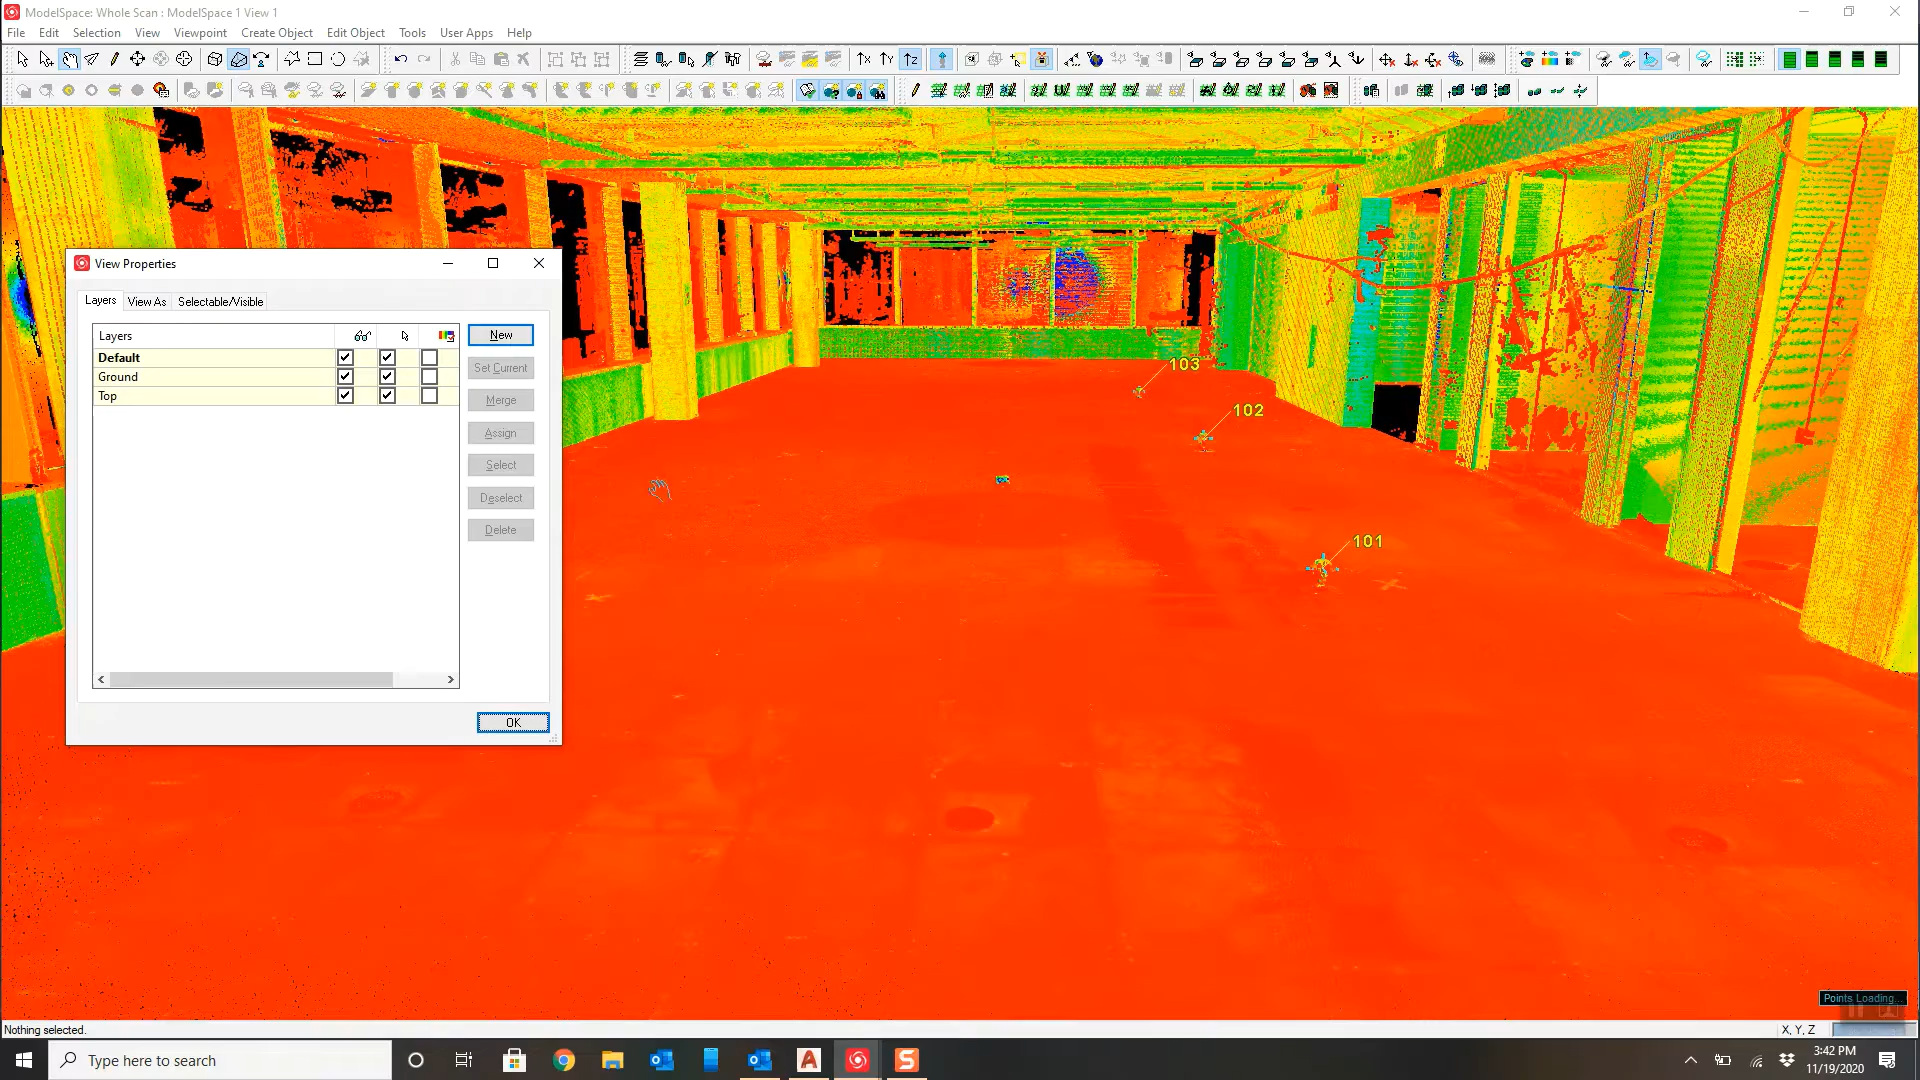 ModelSpace: Whole Scan : ModelSpace 1 View 1
File Edit Selection View Viewpoint Create Object Edit Object Tools User Apps Help
View Properties
Layers View As Selectable/Visible
Layers
Default
Ground
Top
New
Set Current
Merge
Assign
Select
Deselect
Delete
OK
103
102
101
Points Loading...
Nothing selected.
X, Y, Z
Type here to search
3:42 PM
11/19/2020